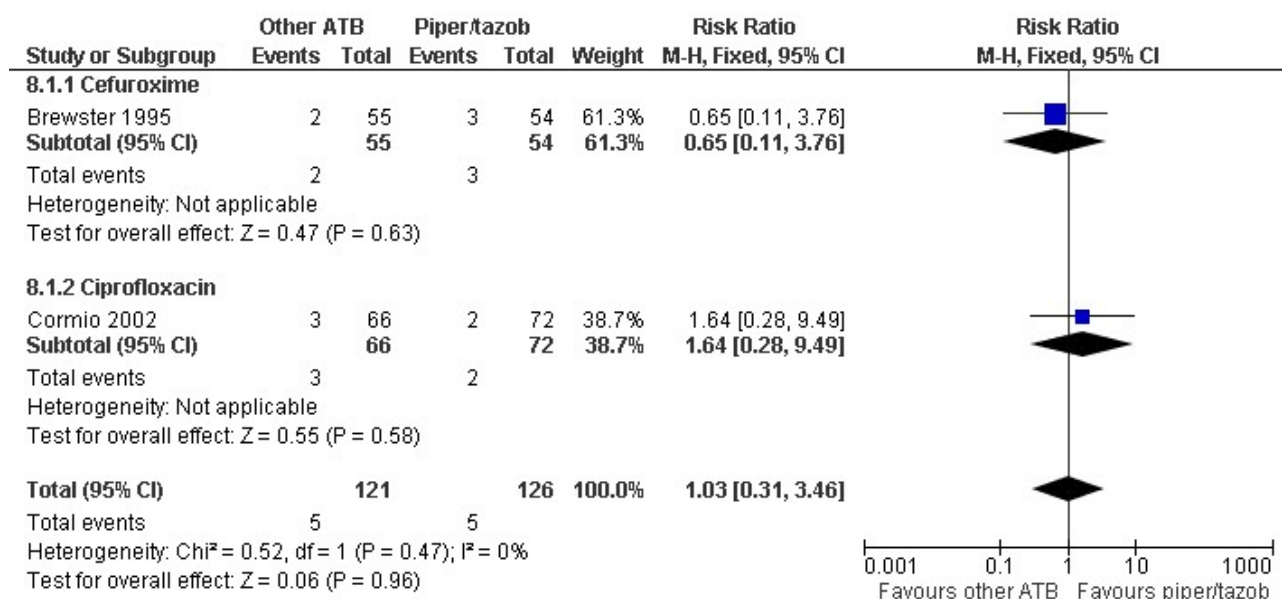 Other ATB Piper/tazob Risk Ratio Risk Ratio
Study or Subgroup Events Total Events Total Weight M-H, Fixed, 95% CI M-H, Fixed, 95% CI
8.1.1 Cefuroxime
Brewster 1995 2 55 3 54 61.3% 0.65 [0.11, 3.76]
Subtotal (95% CI) 55 54 61.3% 0.65 [0.11, 3.76]
Total events 2 3
Heterogeneity: Not applicable
Test for overall effect: Z = 0.47 (P = 0.63)
8.1.2 Ciprofloxacin
Cormio 2002 3 66 2 72 38.7% 1.64 [0.28, 9.49]
Subtotal (95% CI) 66 72 38.7% 1.64 [0.28, 9.49]
Total events 3 2
Heterogeneity: Not applicable
Test for overall effect: Z = 0.55 (P = 0.58)
Total (95% CI) 121 126 100.0% 1.03 [0.31, 3.46]
Total events 5 5
Heterogeneity: Chi² = 0.52, df = 1 (P = 0.47); I² = 0%
Test for overall effect: Z = 0.06 (P = 0.96)
0.001 0.1 1 10 1000
Favours other ATB Favours piper/tazob